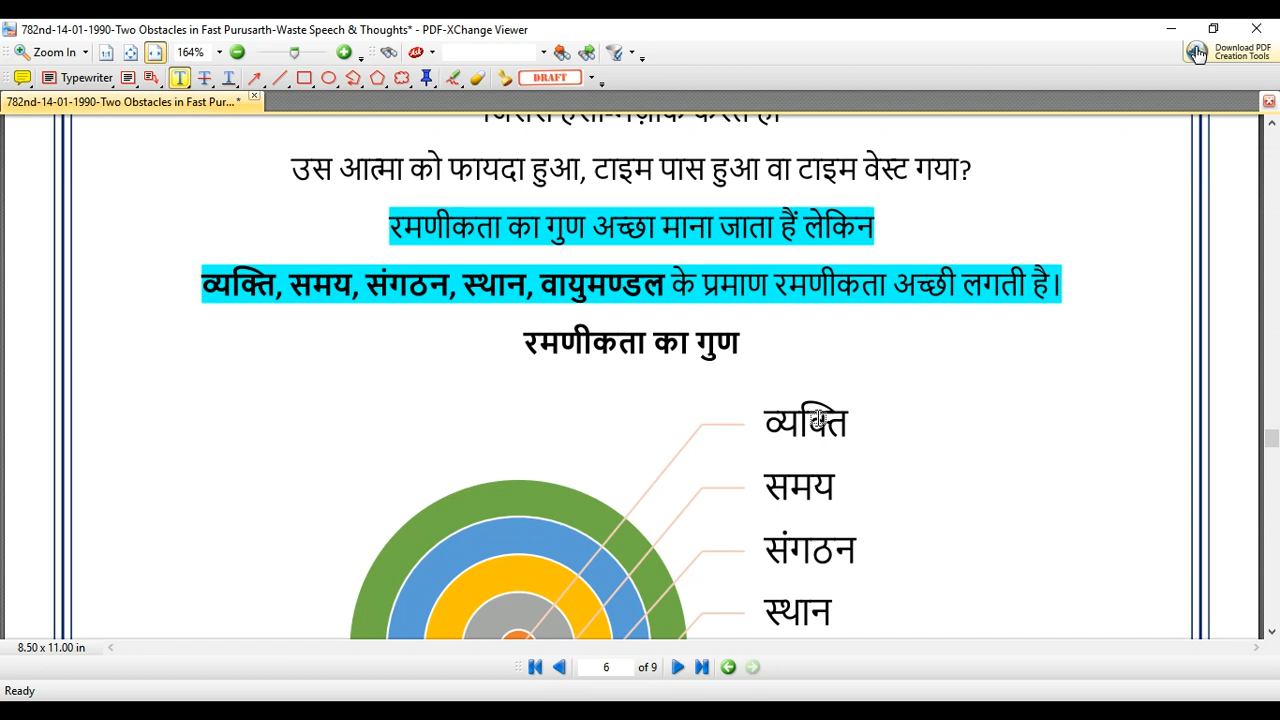 782nd-14-01-1990-Two Obstacles in Fast Purusarth-Waste Speech & Thoughts* - PDF-XChange Viewer
Zoom In
164%
Download PDF
Creation Tools
Typewriter
DRAFT
782nd-14-01-1990-Two Obstacles in Fast Pur... *
उस आत्मा को फायदा हुआ, टाइम पास हुआ वा टाइम वेस्ट गया?
रमणीकता का गुण अच्छा माना जाता हैं लेकिन
व्यक्ति, समय, संगठन, स्थान, वायुमण्डल के प्रमाण रमणीकता अच्छी लगती है।
रमणीकता का गुण
व्यक्ति
समय
संगठन
स्थान
8.50 x 11.00 in
6 of 9
Ready